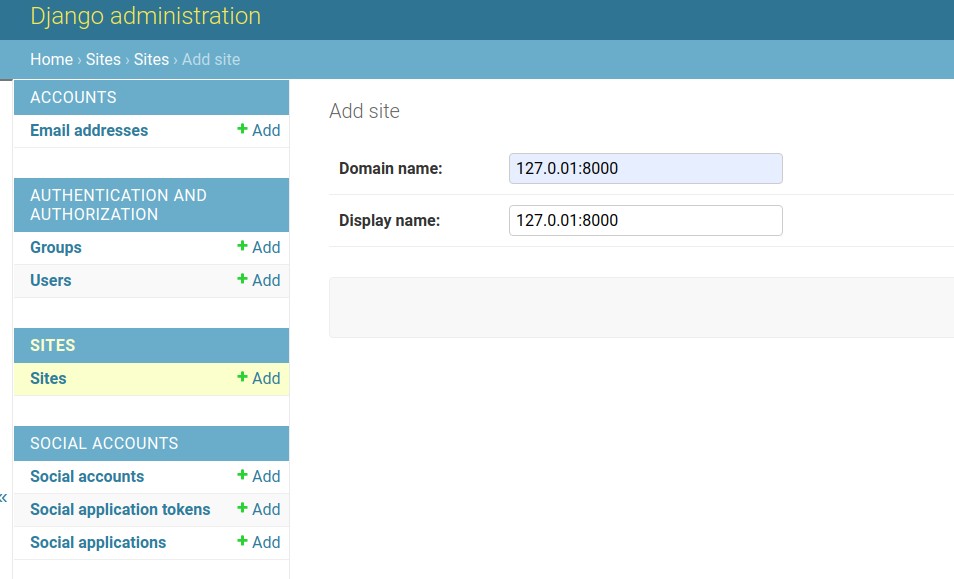 Django administration
Home › Sites › Sites › Add site
ACCOUNTS
Email addresses + Add
AUTHENTICATION AND
AUTHORIZATION
Groups + Add
Users + Add
SITES
Sites + Add
SOCIAL ACCOUNTS
Social accounts + Add
Social application tokens + Add
Social applications + Add
«
Add site
Domain name: 127.0.01:8000
Display name: 127.0.01:8000